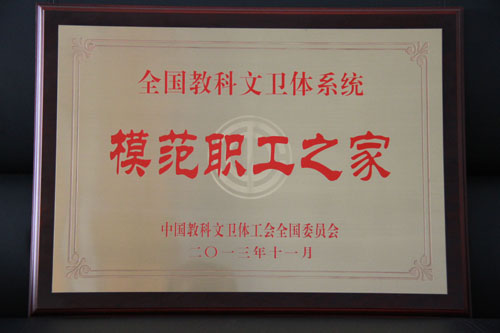 全国教科文卫体系统
模范职工之家
中国教科文卫体工会全国委员会
二〇一三年十一月